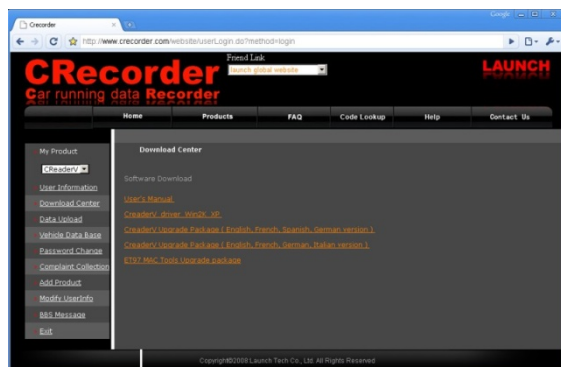 Crecorder
Google
http://www.crecorder.com/website/userLogin.do?method=login
CRecorder
Car running data Recorder
Friend Link
launch global website
LAUNCH
Home
Products
FAQ
Code Lookup
Help
Contact Us
My Product
CReaderV
User Information
Download Center
Data Upload
Vehicle Data Base
Password Change
Complaint Collection
Add Product
Modify UserInfo
BBS Message
Exit
Download Center
Software Download
User's Manual
CreaderV driver Win2K XP
CreaderV Upgrade Package ( English, French, Spanish, German version )
CreaderV Upgrade Package ( English, French, German, Italian version )
ET97 MAC Tools Upgrade package
Copyright©2008 Launch Tech Co., Ltd All Rights Reserved